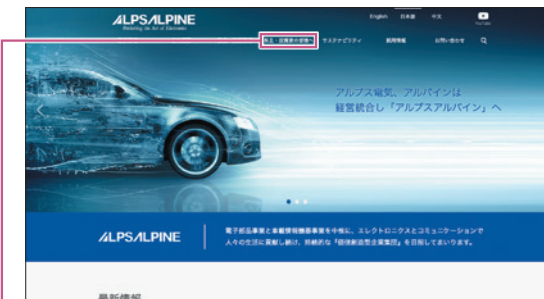 ALPSALPINE
Perfecting the Art of Electronics
English 日本語 中文
YouTube
株主・投資家の皆様へ サステナビリティ 採用情報 お問い合わせ
アルプス電気、アルパインは
経営統合し「アルプスアルパイン」へ
ALPSALPINE
電子部品事業と車載情報機器事業を中核に、エレクトロニクスとコミュニケーションで
人々の生活に貢献し続け、持続的な「価値創造型企業集団」を目指してまいります。
最新情報